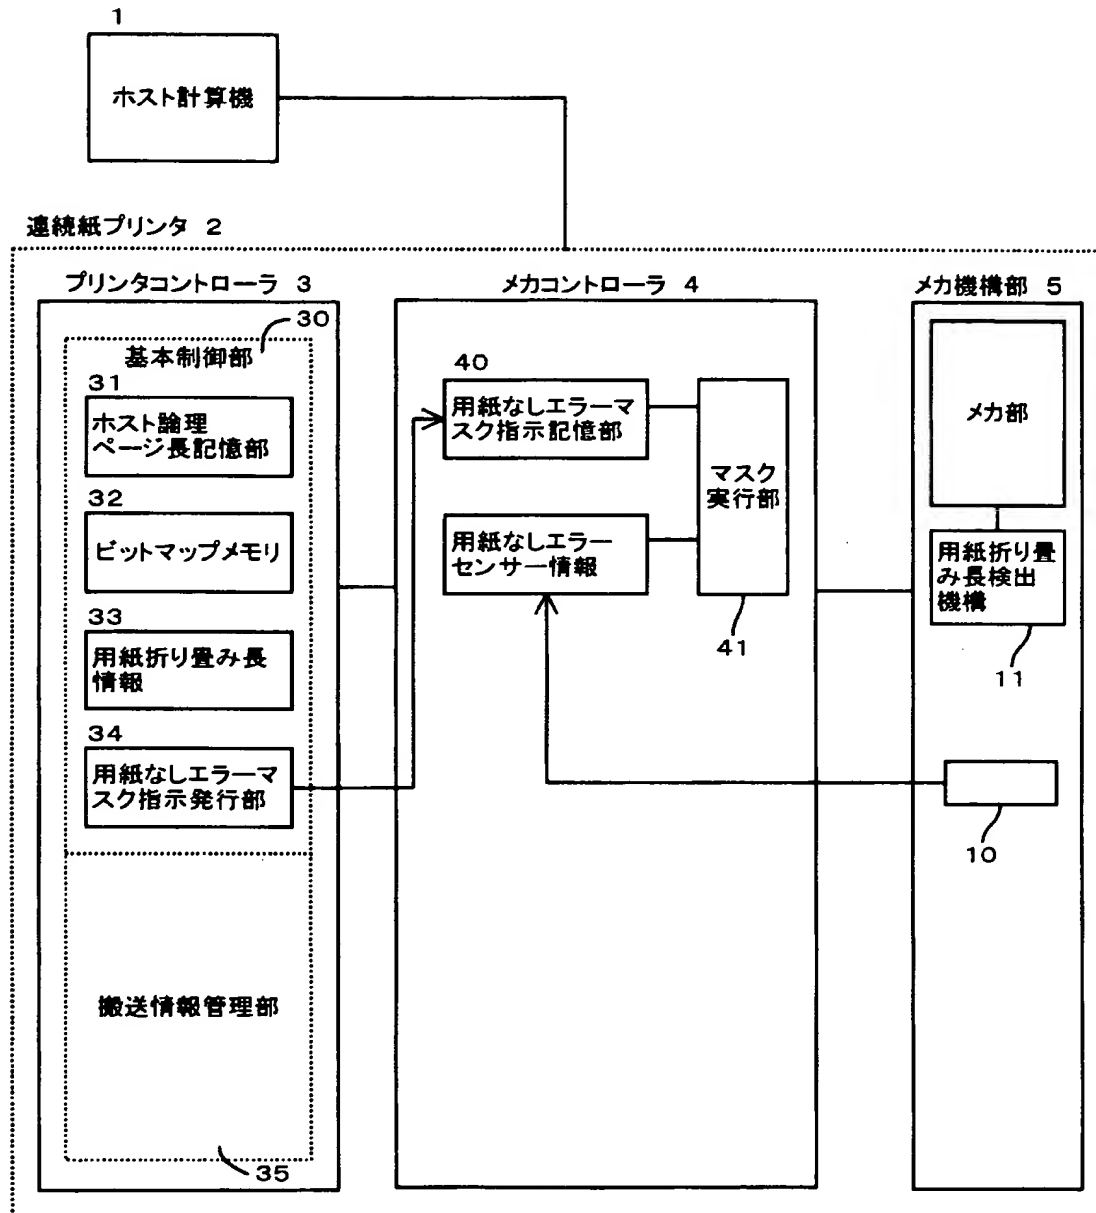 1
ホスト計算機
連続紙プリンタ 2
プリンタコントローラ 3
30
基本制御部
31
ホスト論理
ページ長記憶部
32
ビットマップメモリ
33
用紙折り畳み長
情報
34
用紙なしエラーマ
スク指示発行部
搬送情報管理部
35
メカコントローラ 4
40
用紙なしエラーマ
スク指示記憶部
用紙なしエラー
センサー情報
マスク
実行部
41
メカ機構部 5
メカ部
用紙折り畳
み長検出
機構
11
10